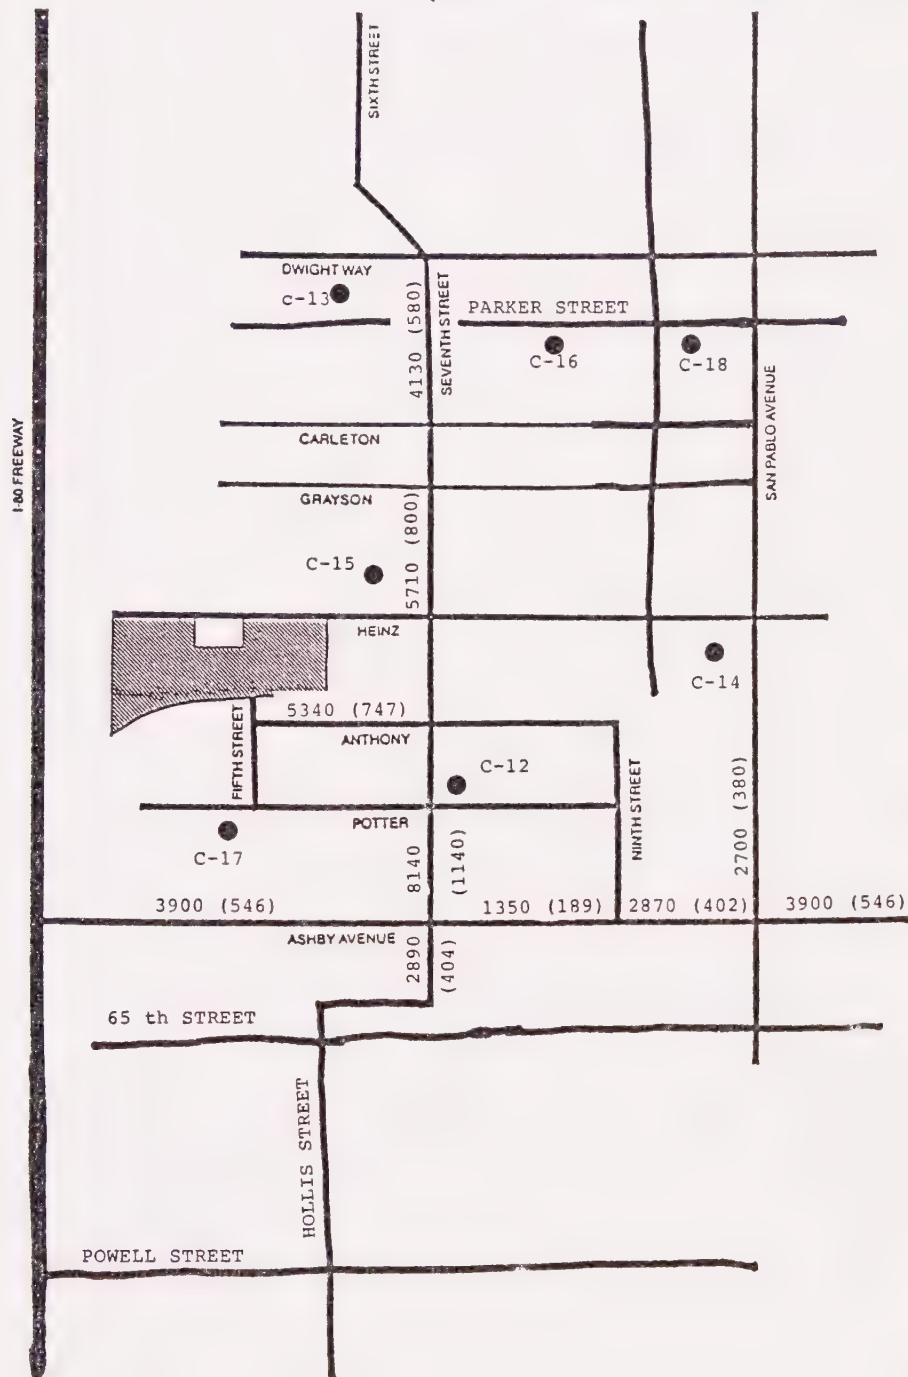 SIXTH STREET
DWIGHT WAY
c-13
4130 (580)
SEVENTH STREET
PARKER STREET
C-16
C-18
I-80 FREEWAY
CARLETON
SAN PABLO AVENUE
GRAYSON
5710 (800)
C-15
HEINZ
C-14
5340 (747)
FIFTH STREET
ANTHONY
C-12
NINTH STREET
2700 (380)
POTTER
C-17
8140
(1140)
3900 (546)
1350 (189)
2870 (402)
3900 (546)
ASHBY AVENUE
2890
(404)
65 th STREET
HOLLIS STREET
POWELL STREET